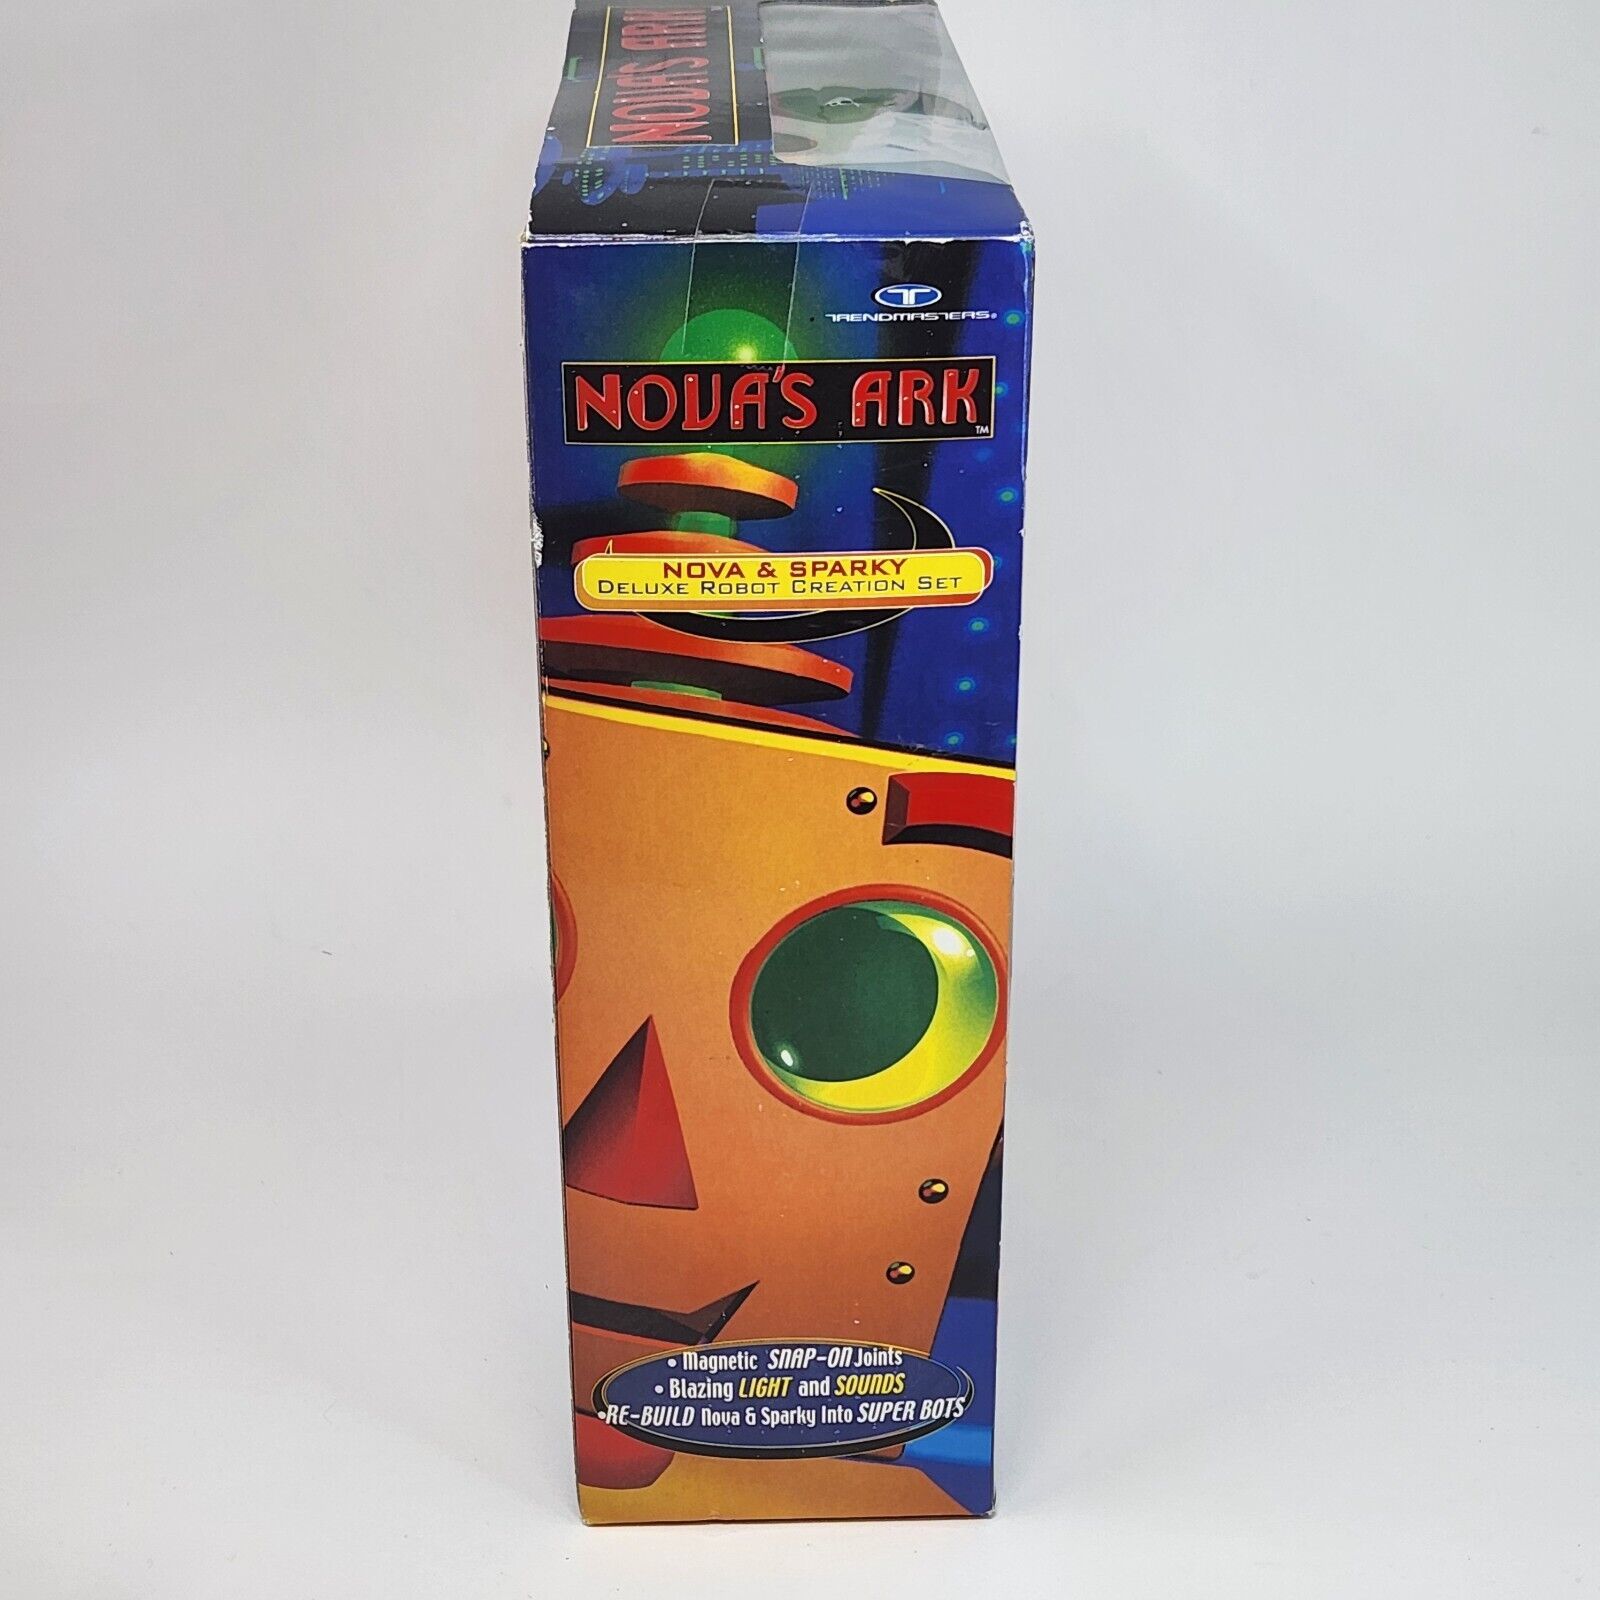 NOVA'S ARK
TRENDMASTERS®
NOVA'S ARK™
NOVA & SPARKY
DELUXE ROBOT CREATION SET
• Magnetic SNAP-ON Joints
• Blazing LIGHT and SOUNDS
• RE-BUILD Nova & Sparky Into SUPER BOTS